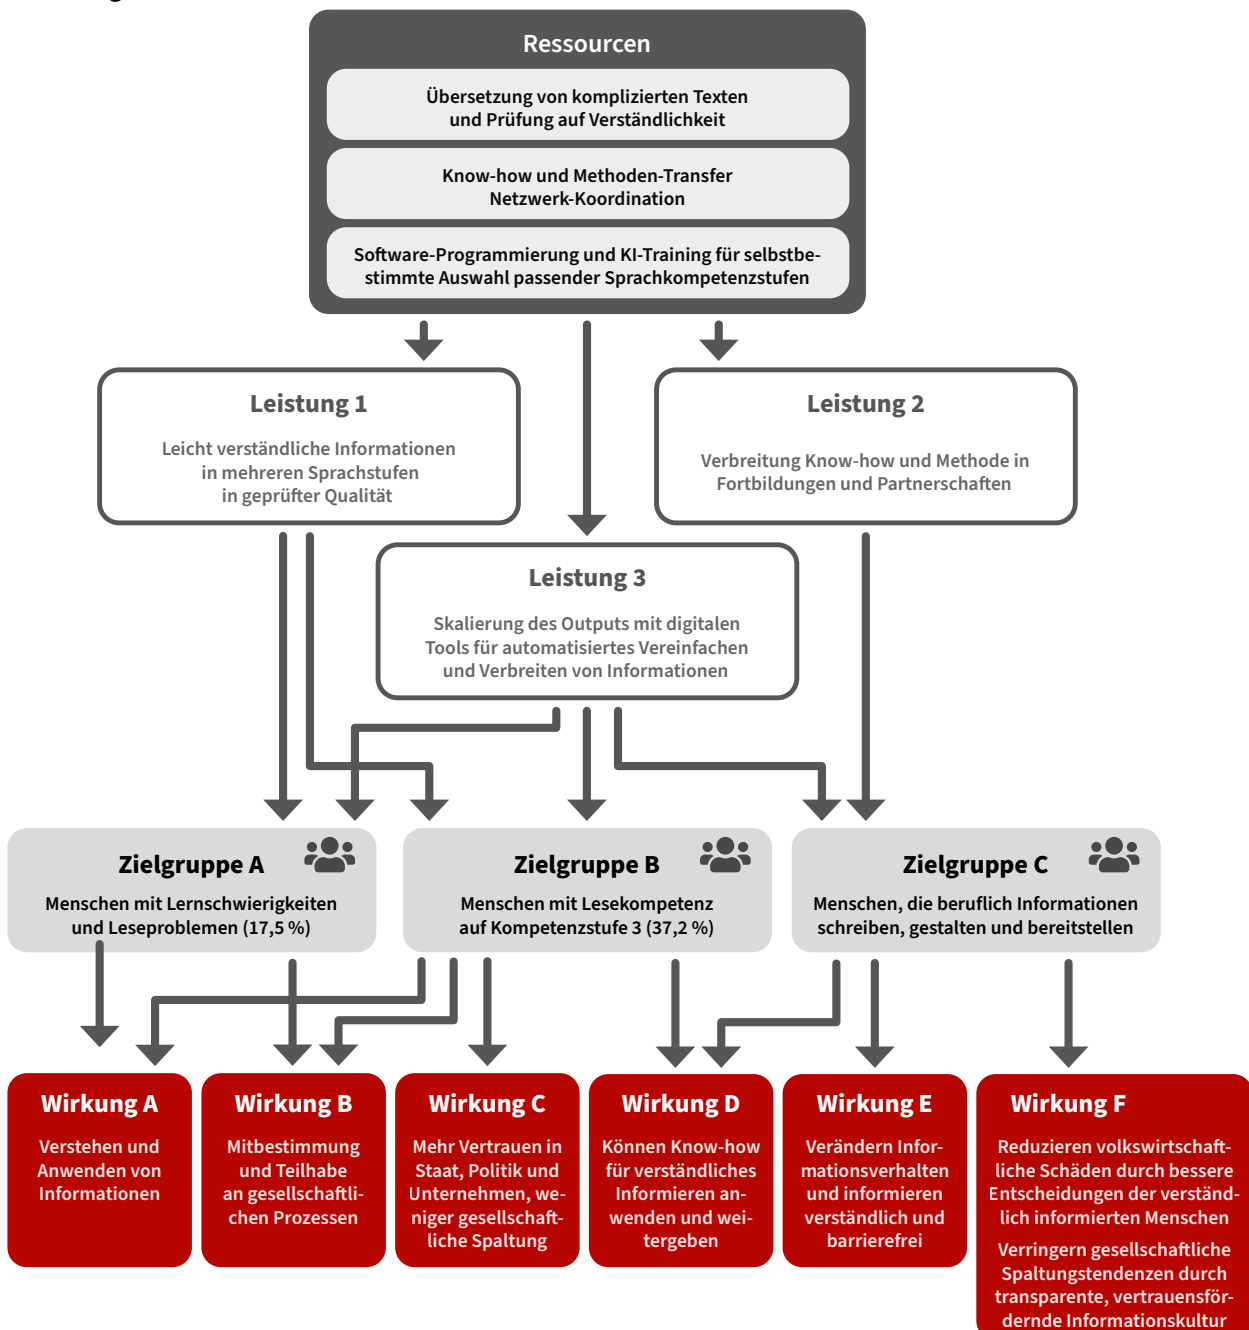 Ressourcen
Übersetzung von komplizierten Texten
und Prüfung auf Verständlichkeit
Know-how und Methoden-Transfer
Netzwerk-Koordination
Software-Programmierung und KI-Training für selbstbe-
stimmte Auswahl passender Sprachkompetenzstufen
Leistung 1
Leicht verständliche Informationen
in mehreren Sprachstufen
in geprüfter Qualität
Leistung 2
Verbreitung Know-how und Methode in
Fortbildungen und Partnerschaften
Leistung 3
Skalierung des Outputs mit digitalen
Tools für automatisiertes Vereinfachen
und Verbreiten von Informationen
Zielgruppe A
Menschen mit Lernschwierigkeiten
und Leseproblemen (17,5 %)
Zielgruppe B
Menschen mit Lesekompetenz
auf Kompetenzstufe 3 (37,2 %)
Zielgruppe C
Menschen, die beruflich Informationen
schreiben, gestalten und bereitstellen
Wirkung A
Verstehen und
Anwenden von
Informationen
Wirkung B
Mitbestimmung
und Teilhabe
an gesellschaftli-
chen Prozessen
Wirkung C
Mehr Vertrauen in
Staat, Politik und
Unternehmen, we-
niger gesellschaft-
liche Spaltung
Wirkung D
Können Know-how
für verständliches
Informieren an-
wenden und wei-
tergeben
Wirkung E
Verändern Infor-
mationsverhalten
und informieren
verständlich und
barrierefrei
Wirkung F
Reduzieren volkswirtschaft-
liche Schäden durch bessere
Entscheidungen der verständ-
lich informierten Menschen
Verringern gesellschaftliche
Spaltungstendenzen durch
transparente, vertrauensför-
dernde Informationskultur